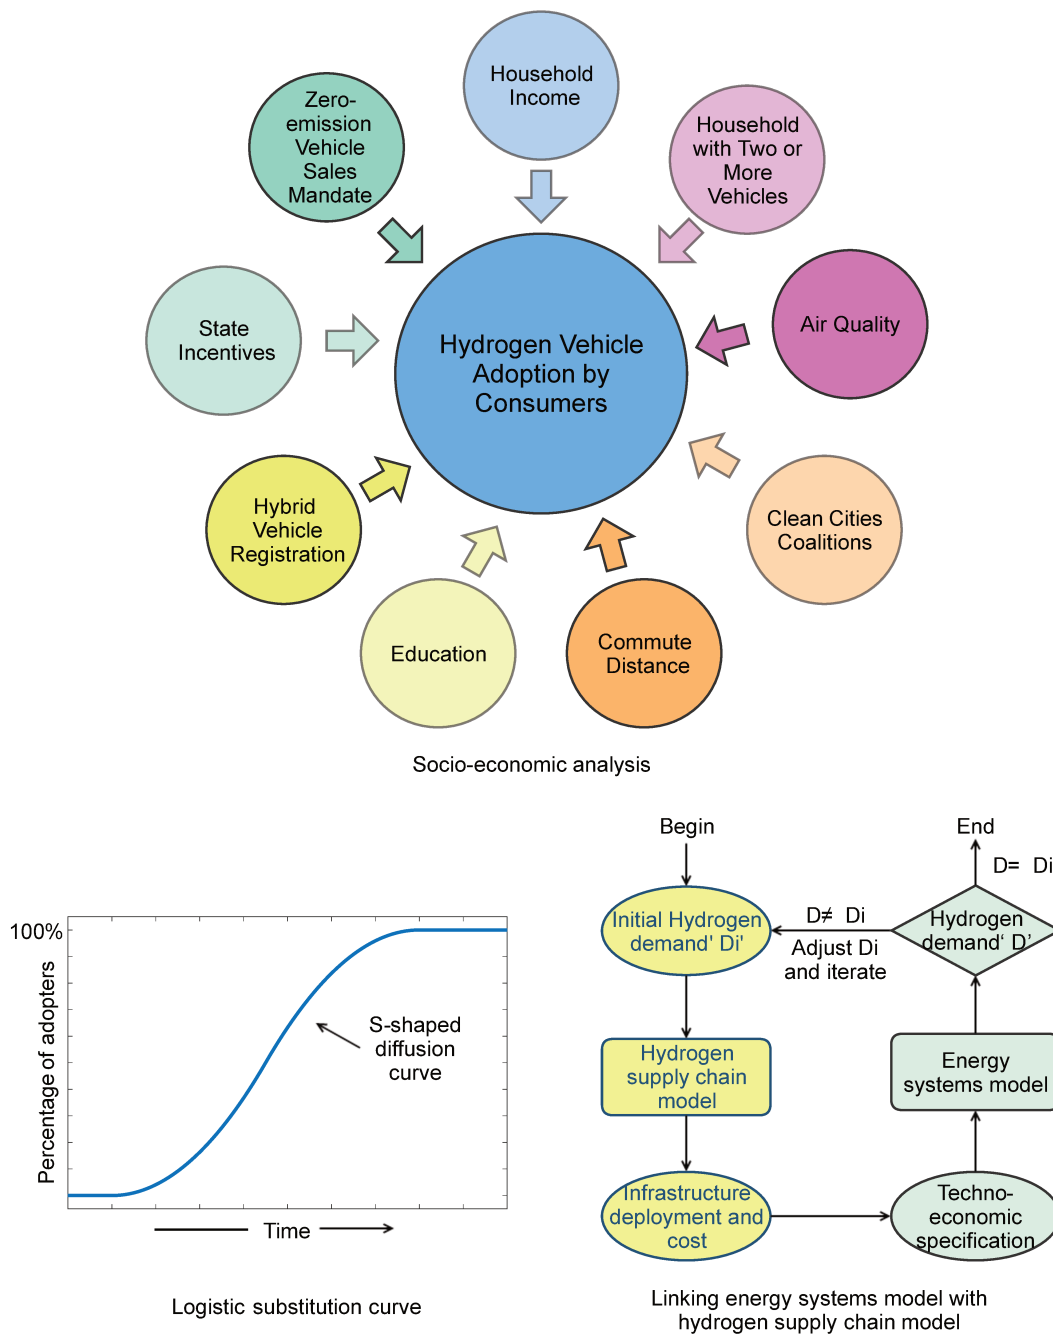 Household
Income
Zero-
emission
Vehicle
Sales
Mandate
Household
with Two or
More
Vehicles
State
Incentives
Hydrogen Vehicle
Adoption by
Consumers
Air Quality
Hybrid
Vehicle
Registration
Clean Cities
Coalitions
Education
Commute
Distance
Socio-economic analysis
100%
Percentage of adopters
S-shaped
diffusion
curve
Time
Logistic substitution curve
Begin
End
D= Di
Initial Hydrogen
demand' Di'
D≠ Di
Adjust Di
and iterate
Hydrogen
demand‘ D’
Hydrogen
supply chain
model
Energy
systems model
Infrastructure
deployment and
cost
Techno-
economic
specification
Linking energy systems model with
hydrogen supply chain model